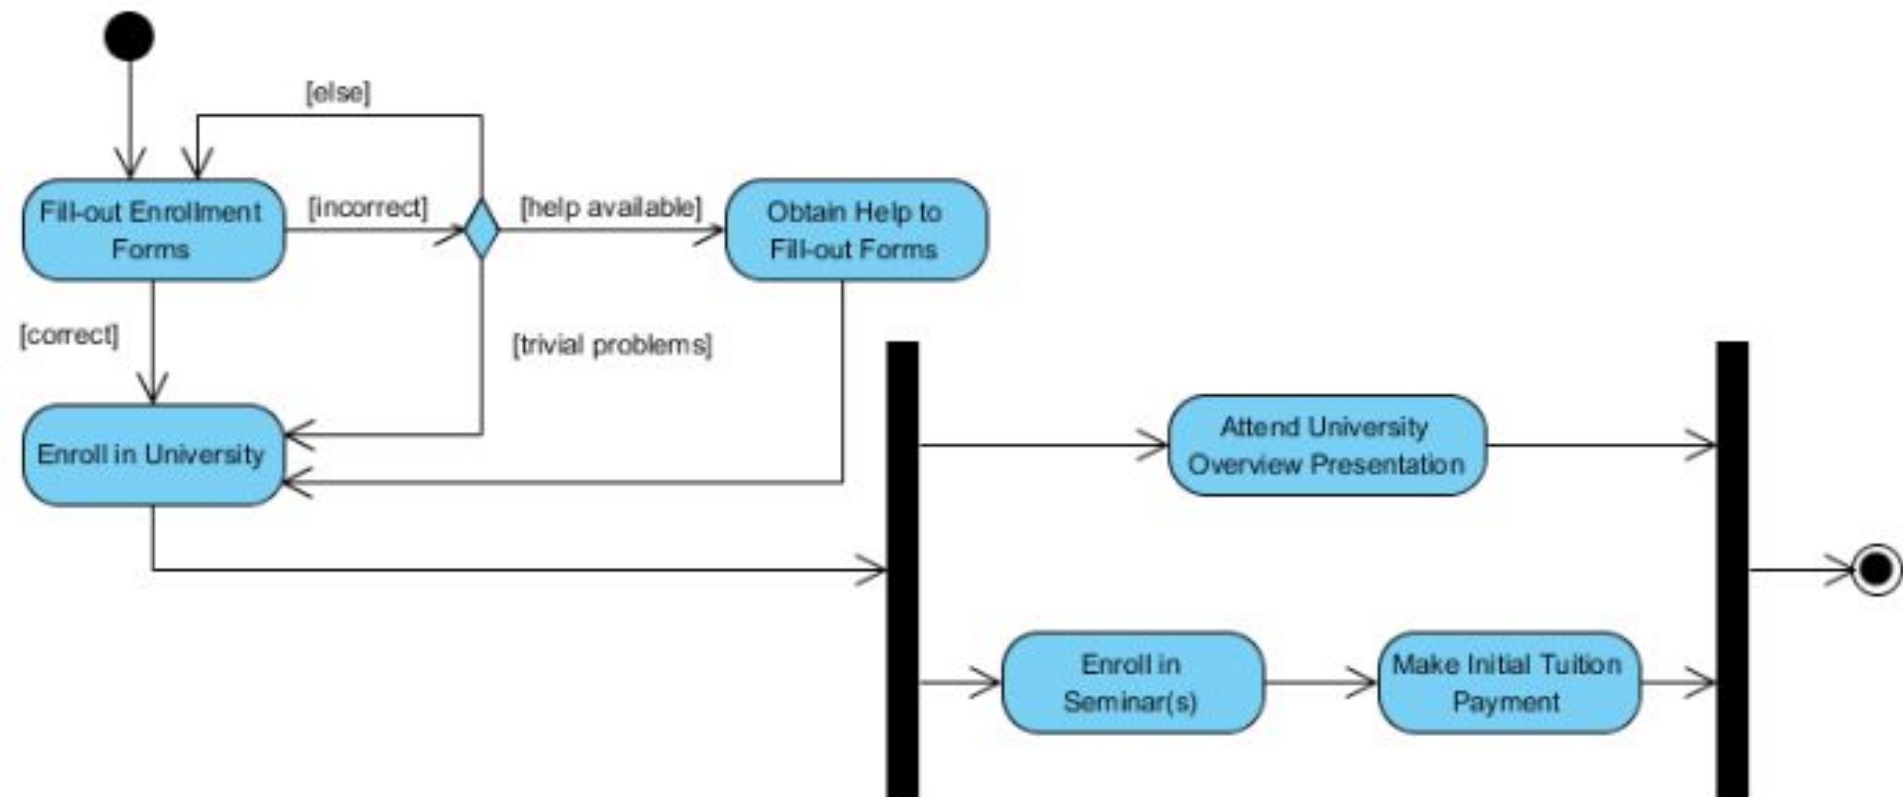 [else]
Fill-out Enrollment
Forms
[incorrect]
[help available]
Obtain Help to
Fill-out Forms
[correct]
[trivial problems]
Enroll in University
Attend University
Overview Presentation
Enroll in
Seminar(s)
Make Initial Tuition
Payment